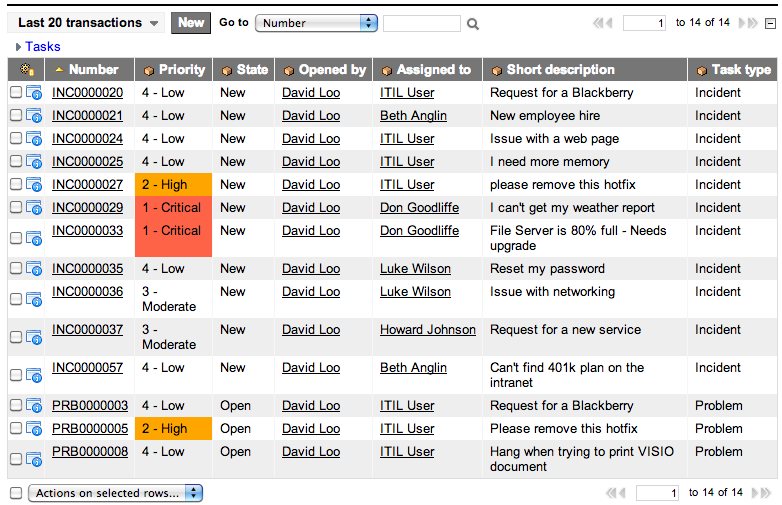 Last 20 transactions New Go to Number 1 to 14 of 14
Tasks
Number Priority State Opened by Assigned to Short description Task type
INC0000020 4 - Low New David Loo ITIL User Request for a Blackberry Incident
INC0000021 4 - Low New David Loo Beth Anglin New employee hire Incident
INC0000024 4 - Low New David Loo ITIL User Issue with a web page Incident
INC0000025 4 - Low New David Loo ITIL User I need more memory Incident
INC0000027 2 - High New David Loo ITIL User please remove this hotfix Incident
INC0000029 1 - Critical New David Loo Don Goodliffe I can't get my weather report Incident
INC0000033 1 - Critical New David Loo Don Goodliffe File Server is 80% full - Needs Incident
upgrade
INC0000035 4 - Low New David Loo Luke Wilson Reset my password Incident
INC0000036 3 - New David Loo Luke Wilson Issue with networking Incident
Moderate
INC0000037 3 - New David Loo Howard Johnson Request for a new service Incident
Moderate
INC0000057 4 - Low New David Loo Beth Anglin Can't find 401k plan on the Incident
intranet
PRB0000003 4 - Low Open David Loo ITIL User Request for a Blackberry Problem
PRB0000005 2 - High Open David Loo ITIL User Please remove this hotfix Problem
PRB0000008 4 - Low Open David Loo ITIL User Hang when trying to print VISIO Problem
document
Actions on selected rows... 1 to 14 of 14